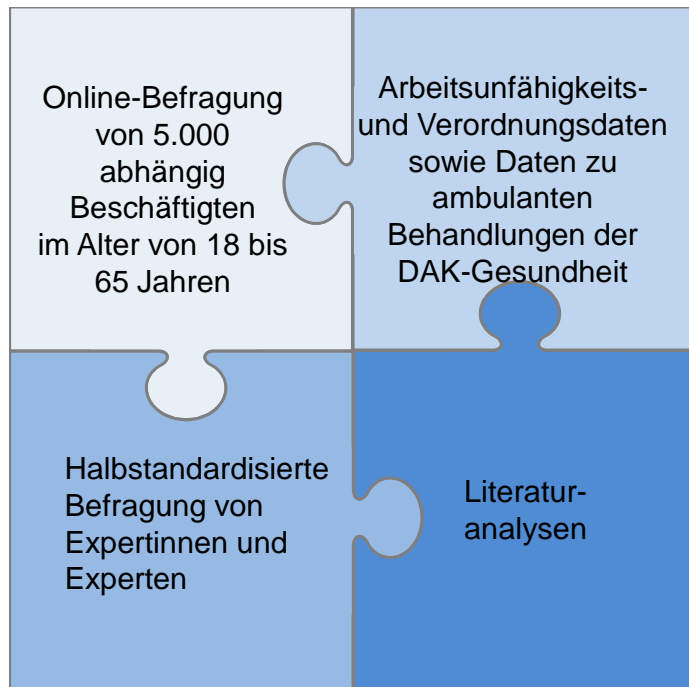 Online-Befragung
von 5.000
abhängig
Beschäftigten
im Alter von 18 bis
65 Jahren
Arbeitsunfähigkeits-
und Verordnungsdaten
sowie Daten zu
ambulanten
Behandlungen der
DAK-Gesundheit
Halbstandardisierte
Befragung von
Expertinnen und
Experten
Literatur-
analysen